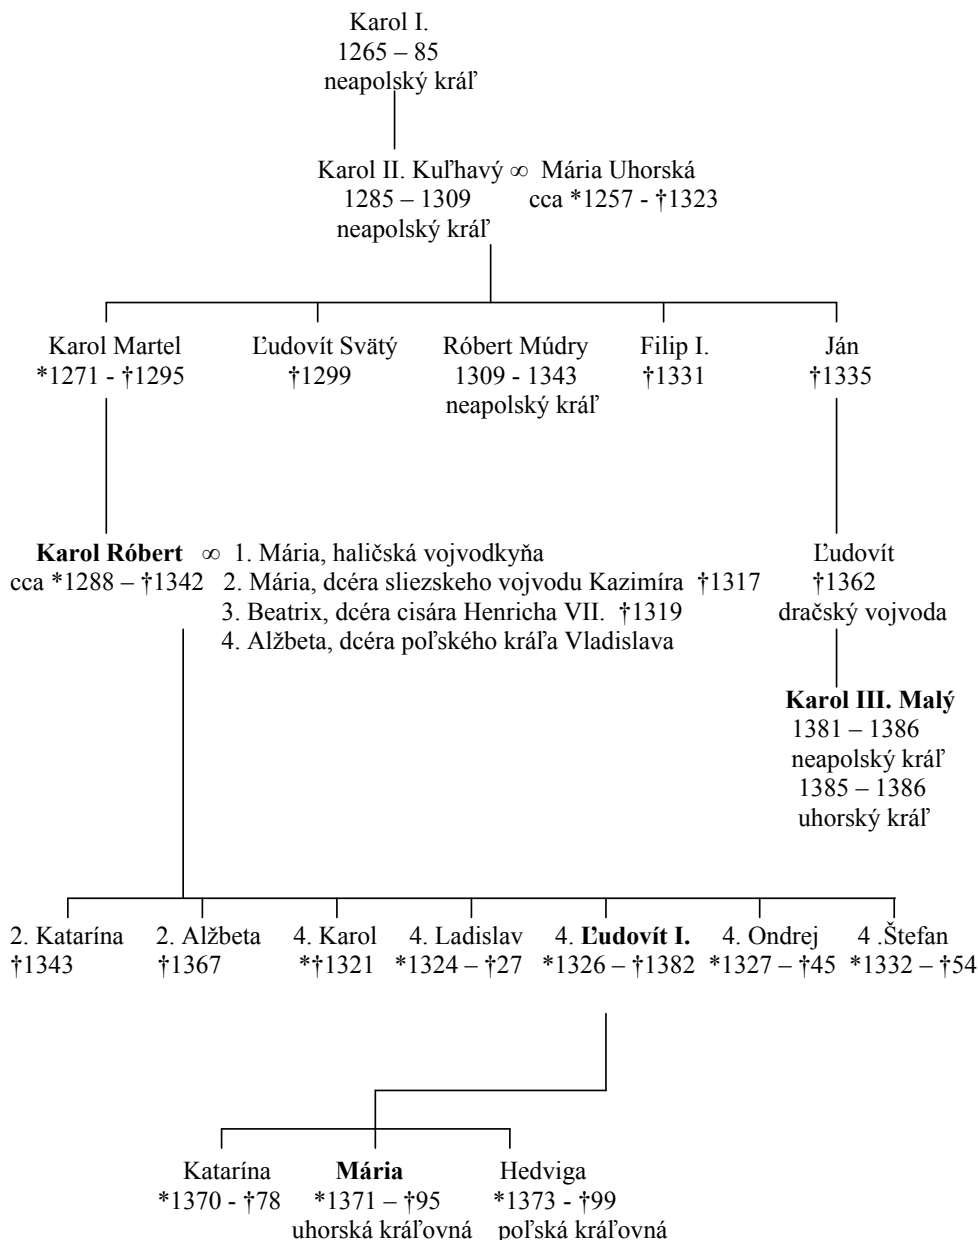 Karol I.
1265 – 85
neapolský kráľ
Karol II. Kuľhavý ∞ Mária Uhorská
1285 – 1309 cca *1257 - †1323
neapolský kráľ
Karol Martel Ľudovít Svätý Róbert Múdry Filip I. Ján
*1271 - †1295 †1299 1309 - 1343 †1331 †1335
neapolský kráľ
Karol Róbert ∞ 1. Mária, haličská vojvodkyňa Ľudovít
cca *1288 – †1342 2. Mária, dcéra sliezskeho vojvodu Kazimíra †1317 †1362
3. Beatrix, dcéra cisára Henricha VII. †1319 dračský vojvoda
4. Alžbeta, dcéra poľského kráľa Vladislava
Karol III. Malý
1381 – 1386
neapolský kráľ
1385 – 1386
uhorský kráľ
2. Katarína 2. Alžbeta 4. Karol 4. Ladislav 4. Ľudovít I. 4. Ondrej 4 .Štefan
†1343 †1367 *†1321 *1324 – †27 *1326 – †1382 *1327 – †45 *1332 – †54
Katarína Mária Hedviga
*1370 - †78 *1371 – †95 *1373 - †99
uhorská kráľovná poľská kráľovná